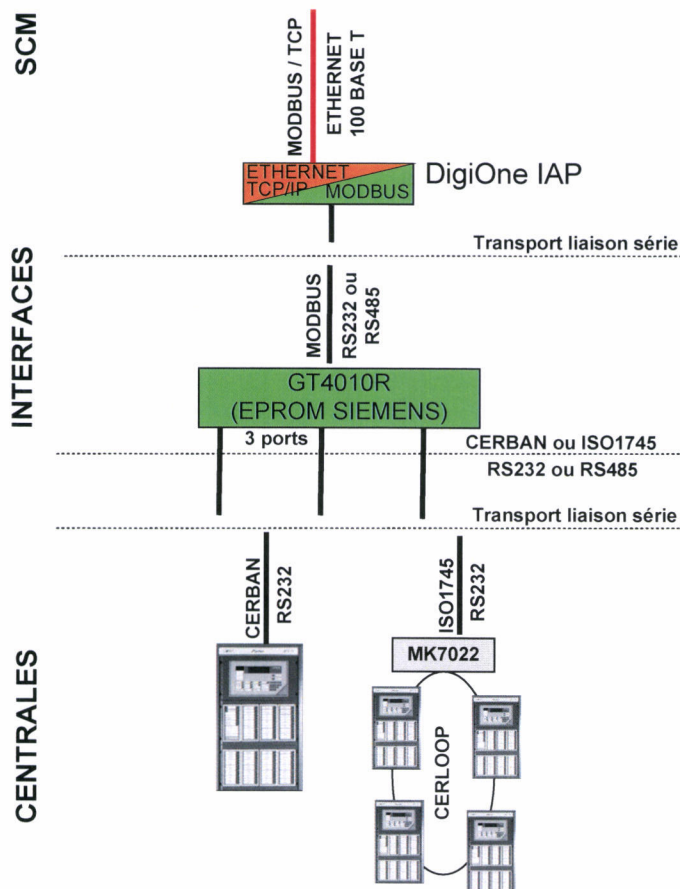 SCM
MODBUS / TCP
ETHERNET
100 BASE T
ETHERNET
TCP/IP
MODBUS
DigiOne IAP
Transport liaison série
INTERFACES
MODBUS
RS232 ou
RS485
GT4010R
(EPROM SIEMENS)
3 ports
CERBAN ou ISO1745
RS232 ou RS485
Transport liaison série
CENTRALES
CERBAN
RS232
ISO1745
RS232
MK7022
CERLOOP